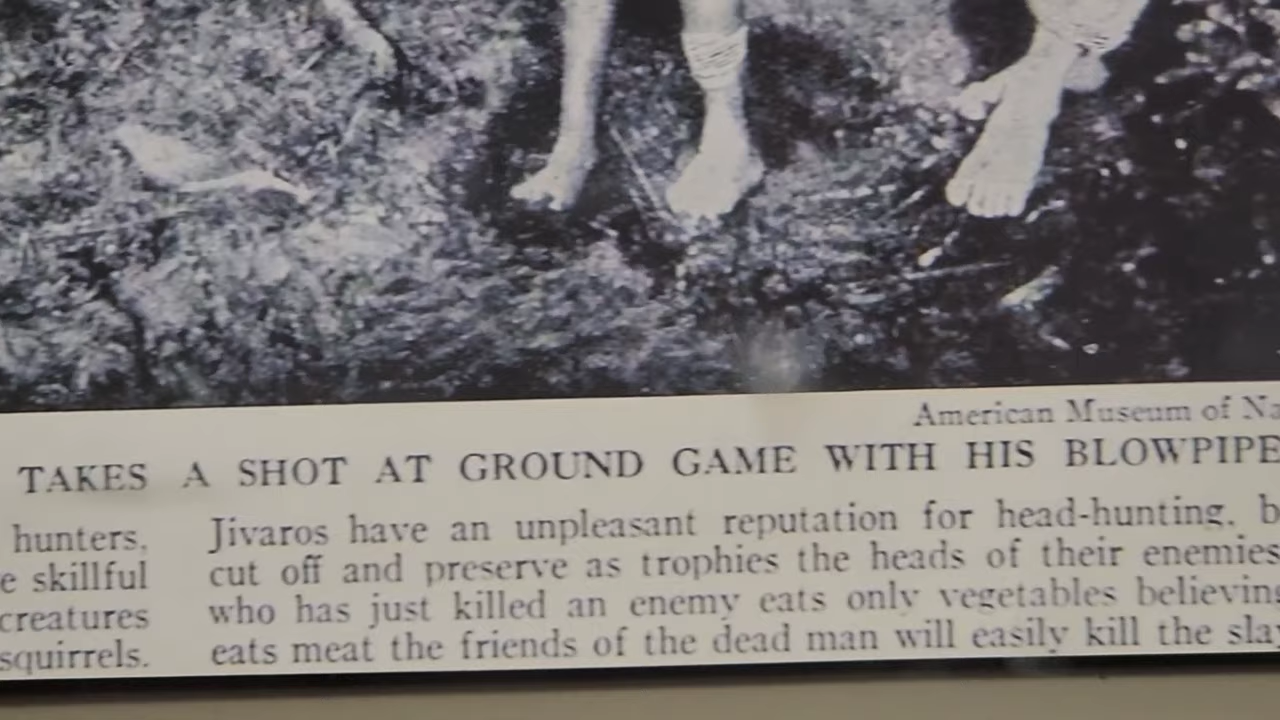 American Museum of Na
TAKES A SHOT AT GROUND GAME WITH HIS BLOWPIPE
hunters,
e skillful
creatures
squirrels.
Jivaros have an unpleasant reputation for head-hunting, b
cut off and preserve as trophies the heads of their enemies
who has just killed an enemy eats only vegetables believing
eats meat the friends of the dead man will easily kill the slay